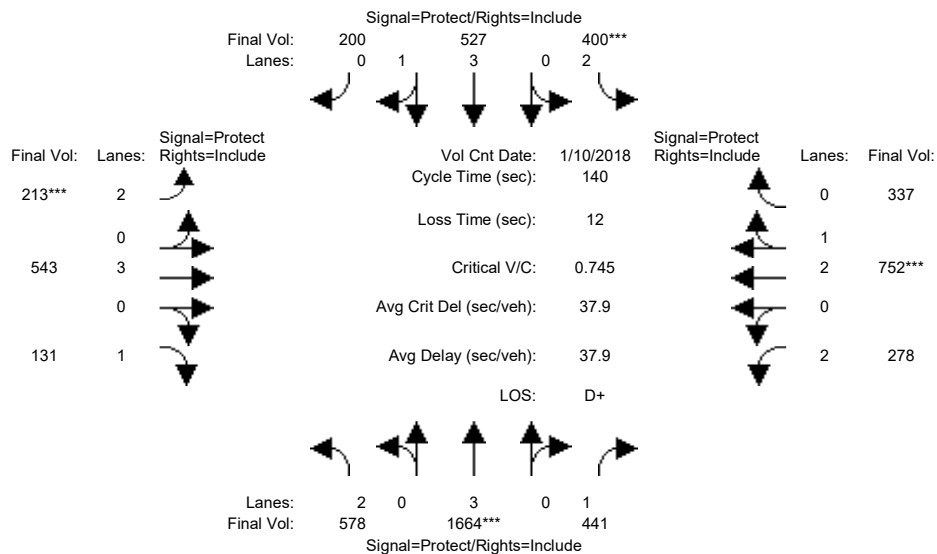 Signal=Protect/Rights=Include
Final Vol: 200 527 400***
Lanes: 0 1 3 0 2
Signal=Protect Signal=Protect
Final Vol: Lanes: Rights=Include Vol Cnt Date: 1/10/2018 Rights=Include Lanes: Final Vol:
Cycle Time (sec): 140
213*** 2 0 337
Loss Time (sec): 12
0 1
543 3 Critical V/C: 0.745 2 752***
0 Avg Crit Del (sec/veh): 37.9 0
131 1 Avg Delay (sec/veh): 37.9 2 278
LOS: D+
Lanes: 2 0 3 0 1
Final Vol: 578 1664*** 441
Signal=Protect/Rights=Include